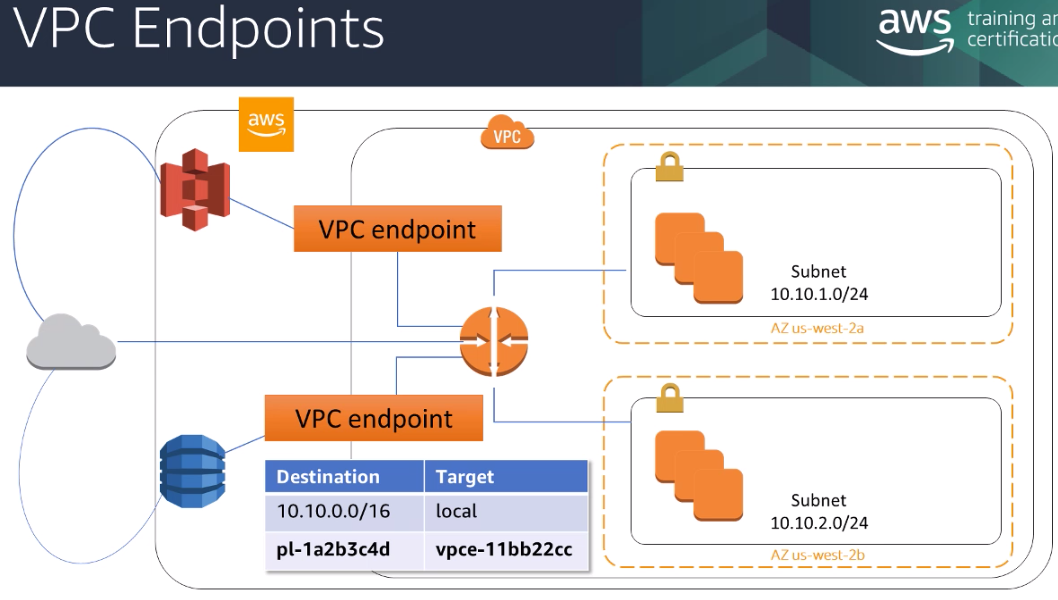 VPC Endpoints
aws training an
certificatio
aws
VPC
VPC endpoint
Subnet
10.10.1.0/24
AZ us-west-2a
VPC endpoint
Destination Target
10.10.0.0/16 local
pl-1a2b3c4d vpce-11bb22cc
Subnet
10.10.2.0/24
AZ us-west-2b